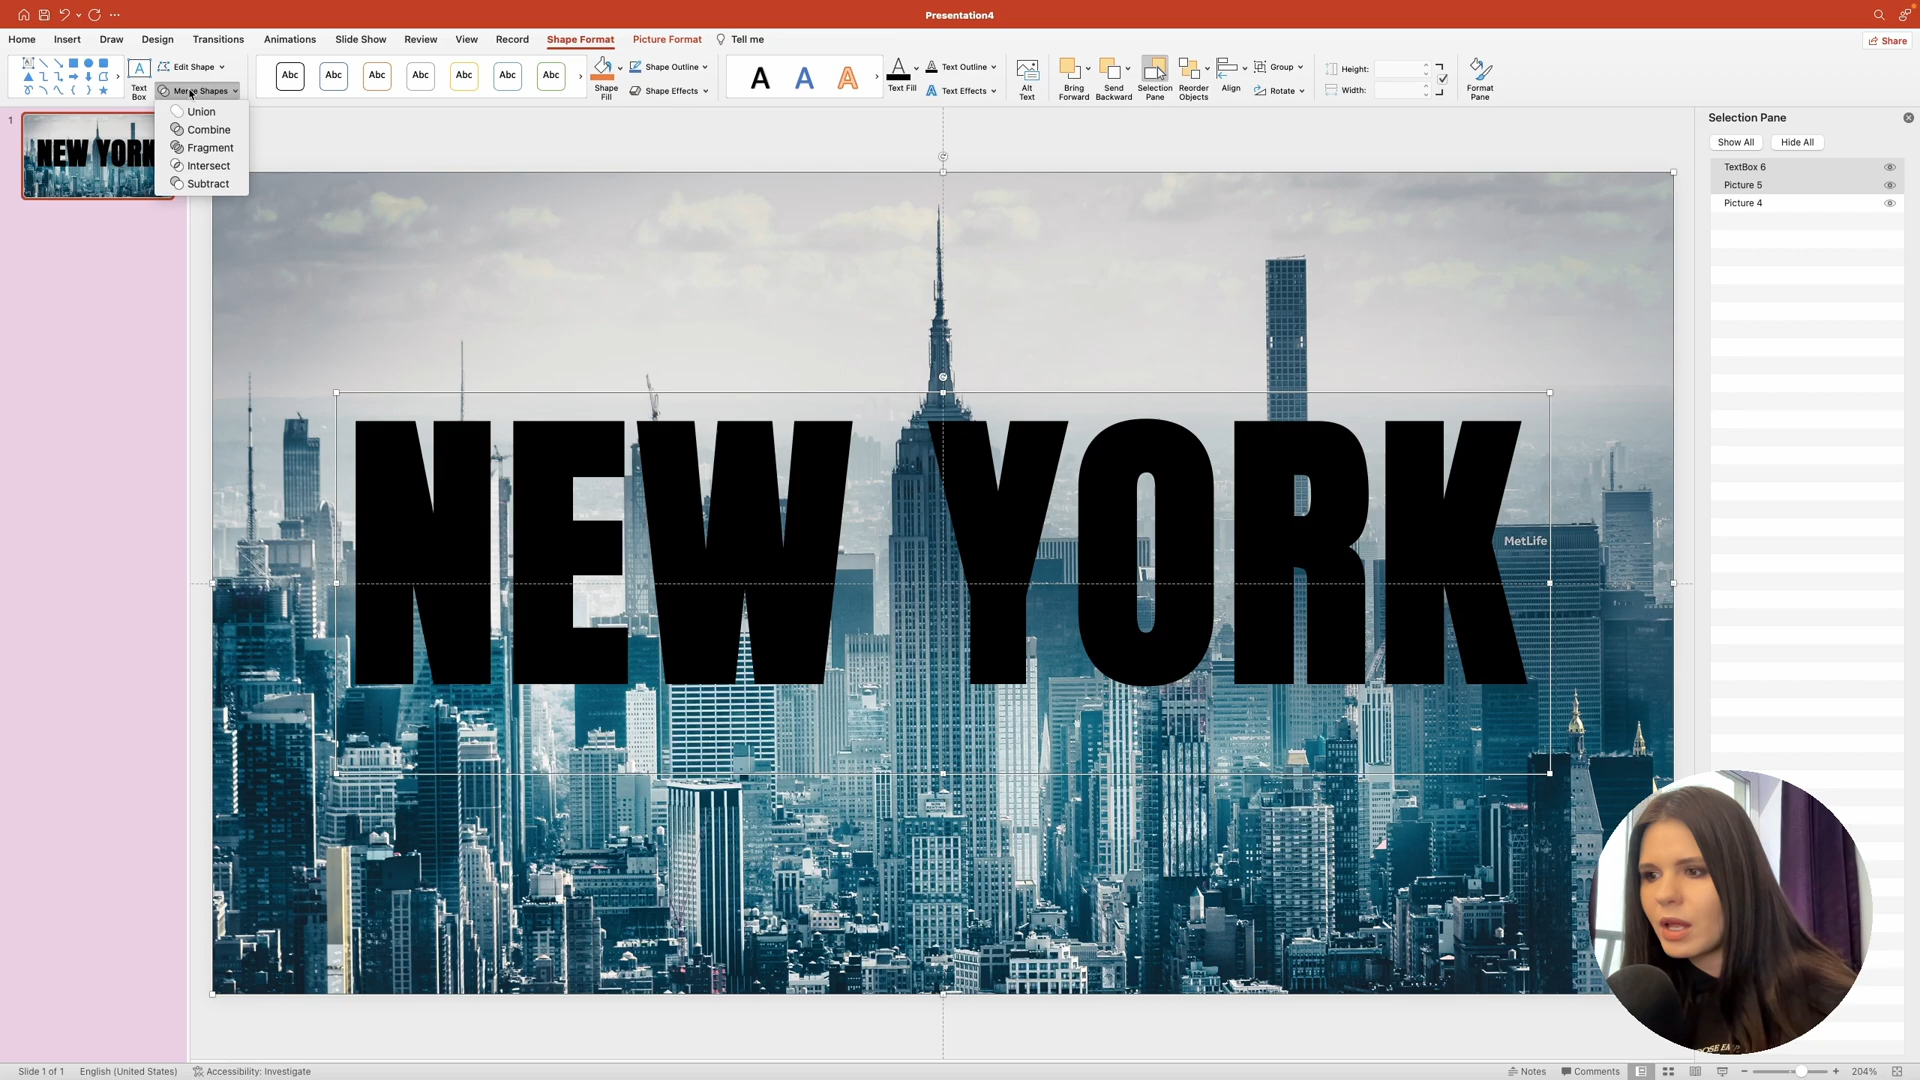 Presentation4
Home Insert Draw Design Transitions Animations Slide Show Review View Record Shape Format Picture Format Tell me
Share
Text Box
Edit Shape
Merge Shapes
Abc Abc Abc Abc Abc Abc Abc
Shape Fill
Shape Outline
Shape Effects
A A A
Text Fill
Text Outline
Text Effects
Alt Text
Bring Forward
Send Backward
Selection Pane
Reorder Objects
Align
Group
Rotate
Height:
Width:
Format Pane
Union
Combine
Fragment
Intersect
Subtract
1
NEW YORK
Selection Pane
Show All Hide All
TextBox 6
Picture 5
Picture 4
NEW YORK
MetLife
Slide 1 of 1 English (United States) Accessibility: Investigate Notes Comments 204%